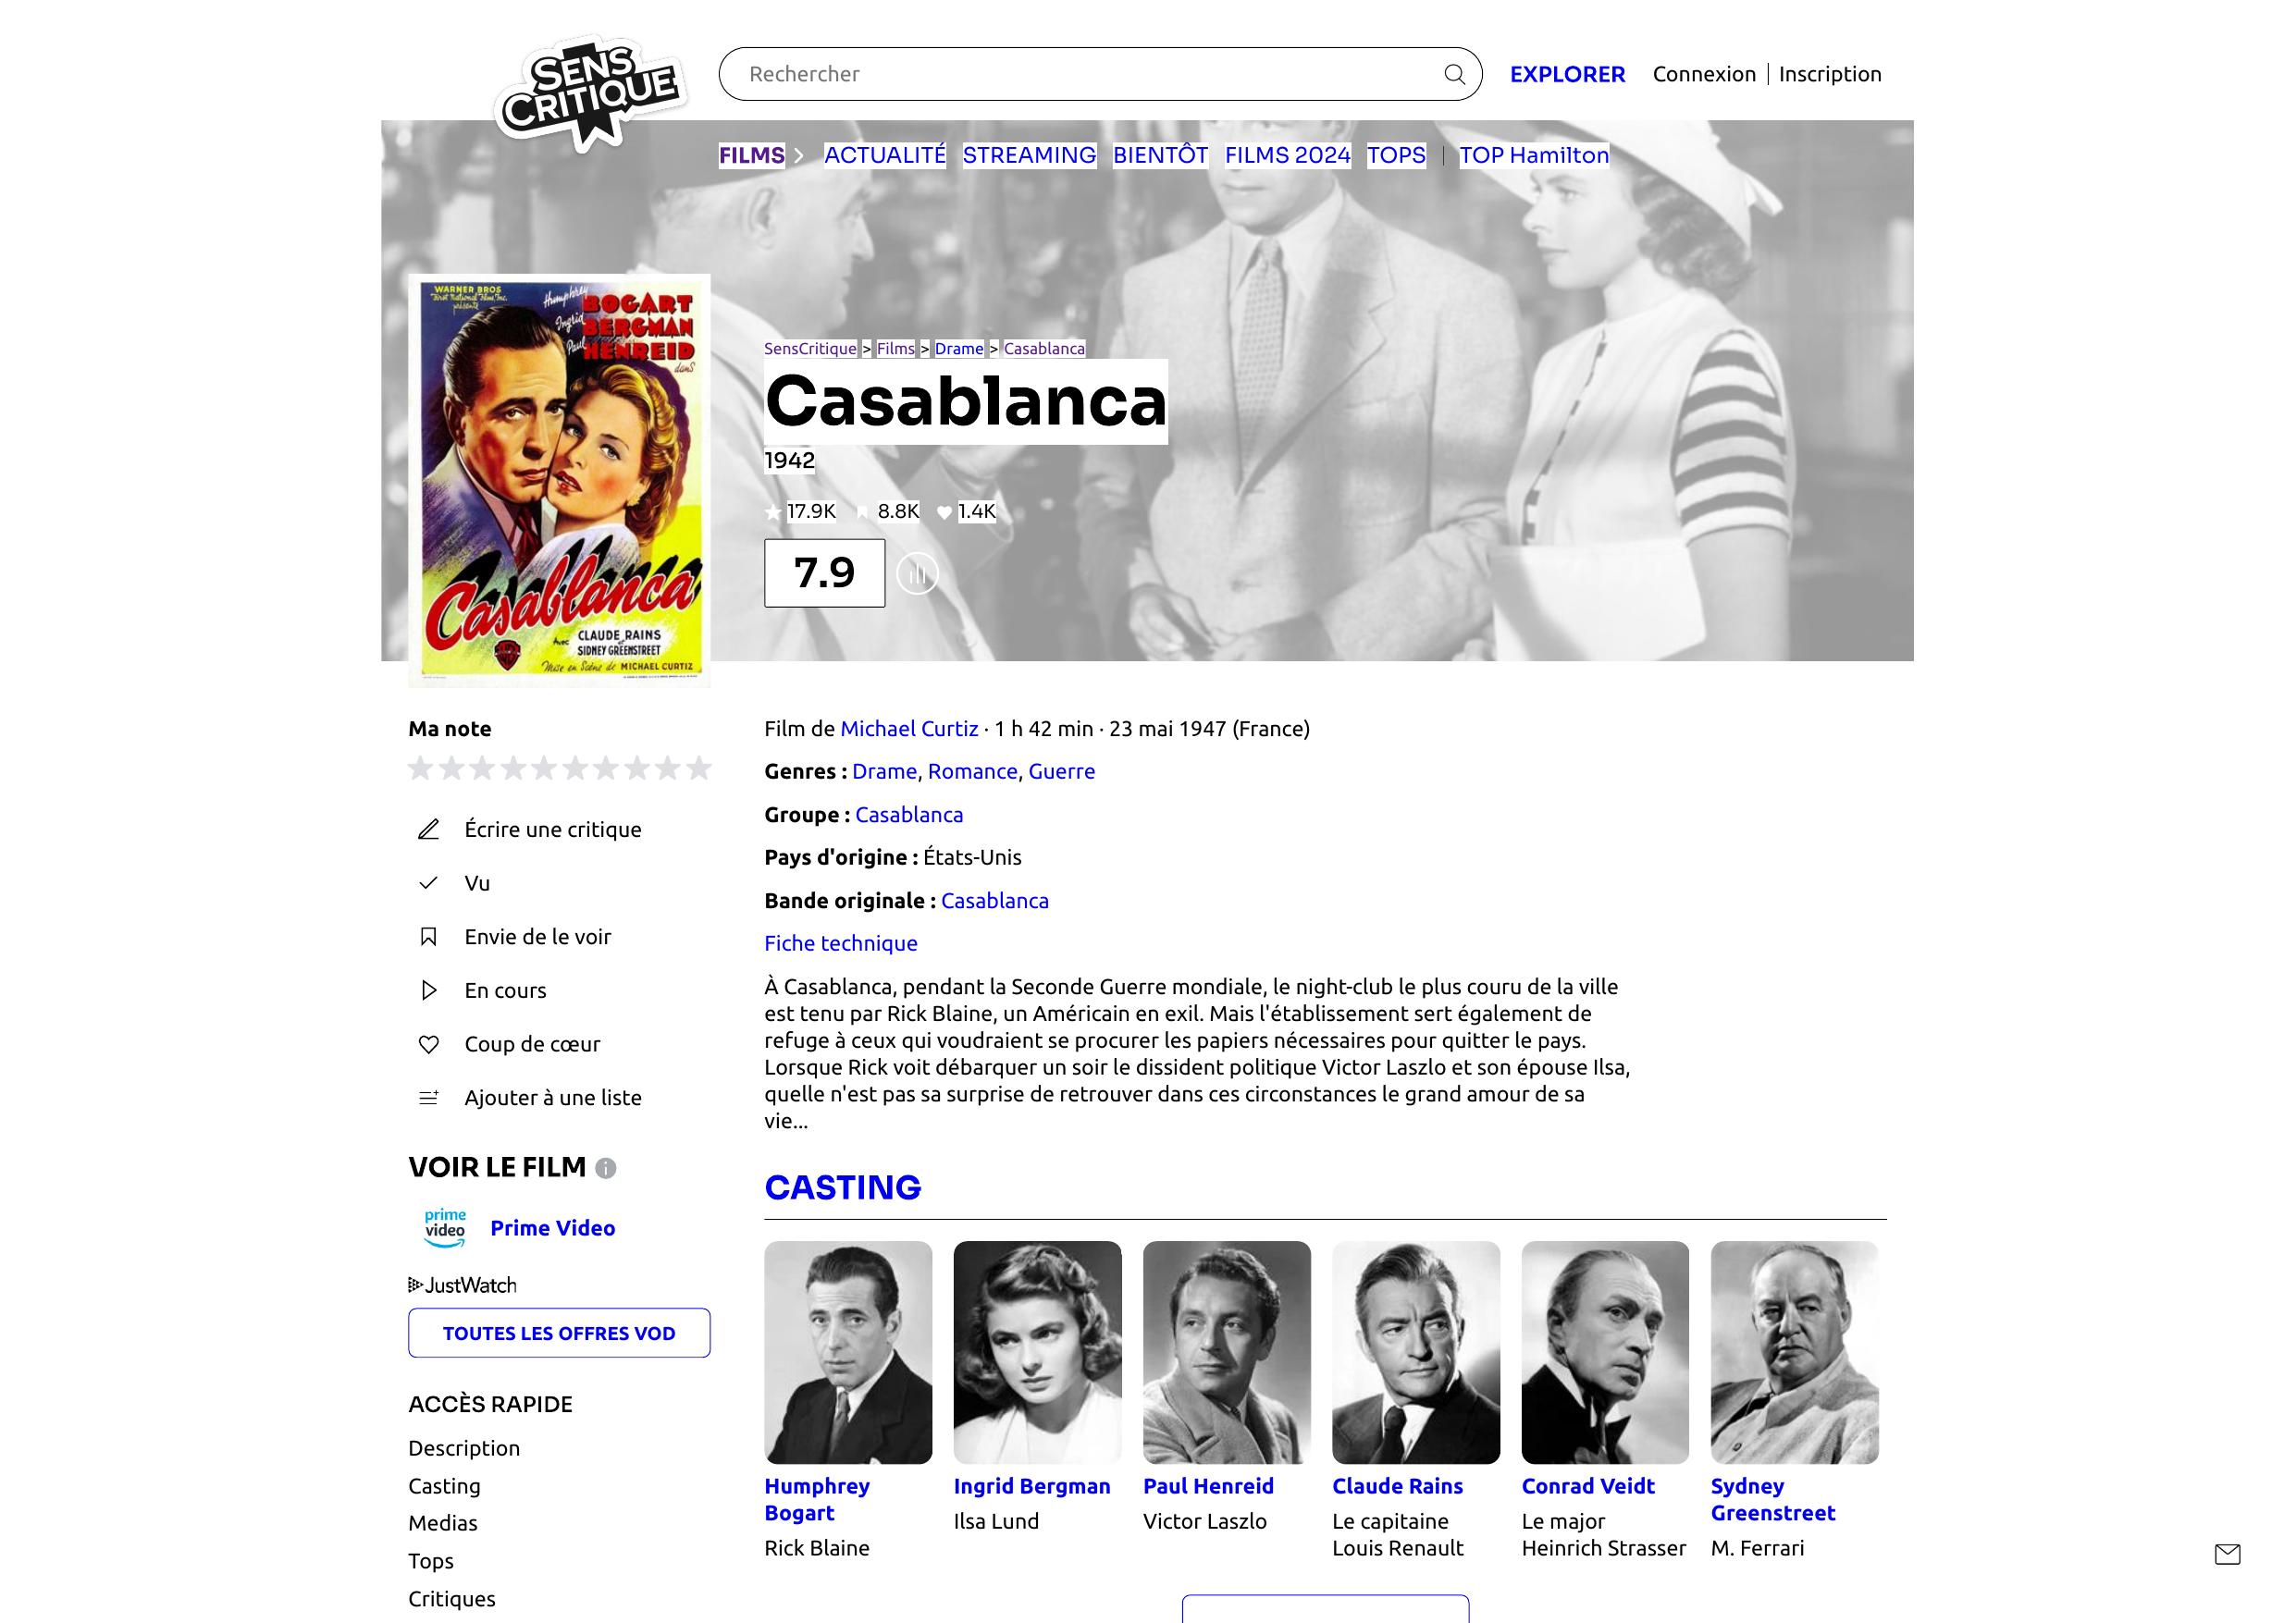 SENS
CRITIQUE
Rechercher
EXPLORER
Connexion | Inscription
FILMS
ACTUALITÉ
STREAMING
BIENTÔT
FILMS 2024
TOPS
TOP Hamilton
WARNER BROS
First National Films, Inc.
présente
Humphrey BOGART
Ingrid BERGMAN
Paul HENREID
dans
Casablanca
Avec CLAUDE RAINS
SIDNEY GREENSTREET
Mise en Scène de MICHAEL CURTIZ
SensCritique > Films > Drame > Casablanca
Casablanca
1942
17.9K 8.8K 1.4K
7.9
Ma note
Écrire une critique
Vu
Envie de le voir
En cours
Coup de cœur
Ajouter à une liste
VOIR LE FILM
prime
video
Prime Video
JustWatch
TOUTES LES OFFRES VOD
ACCÈS RAPIDE
Description
Casting
Medias
Tops
Critiques
Film de Michael Curtiz · 1 h 42 min · 23 mai 1947 (France)
Genres : Drame, Romance, Guerre
Groupe : Casablanca
Pays d'origine : États-Unis
Bande originale : Casablanca
Fiche technique
À Casablanca, pendant la Seconde Guerre mondiale, le night-club le plus couru de la ville
est tenu par Rick Blaine, un Américain en exil. Mais l'établissement sert également de
refuge à ceux qui voudraient se procurer les papiers nécessaires pour quitter le pays.
Lorsque Rick voit débarquer un soir le dissident politique Victor Laszlo et son épouse Ilsa,
quelle n'est pas sa surprise de retrouver dans ces circonstances le grand amour de sa
vie...
CASTING
Humphrey
Bogart
Rick Blaine
Ingrid Bergman
Ilsa Lund
Paul Henreid
Victor Laszlo
Claude Rains
Le capitaine
Louis Renault
Conrad Veidt
Le major
Heinrich Strasser
Sydney
Greenstreet
M. Ferrari